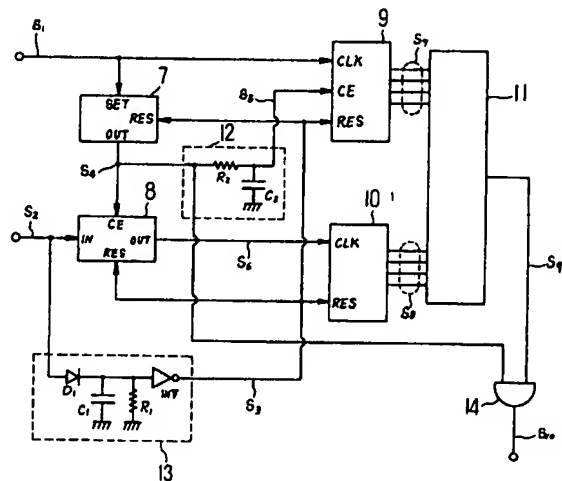 S₁
9
S₇
CLK
11
7
SET
RES
S₅
CE
OUT
12
RES
S₄
R₂
C₂
8
10
S₂
CE
IN
OUT
CLK
RES
S₆
S₈
RES
S₉
D₁
C₁
R₁
INV
S₃
14
13
S₁₀